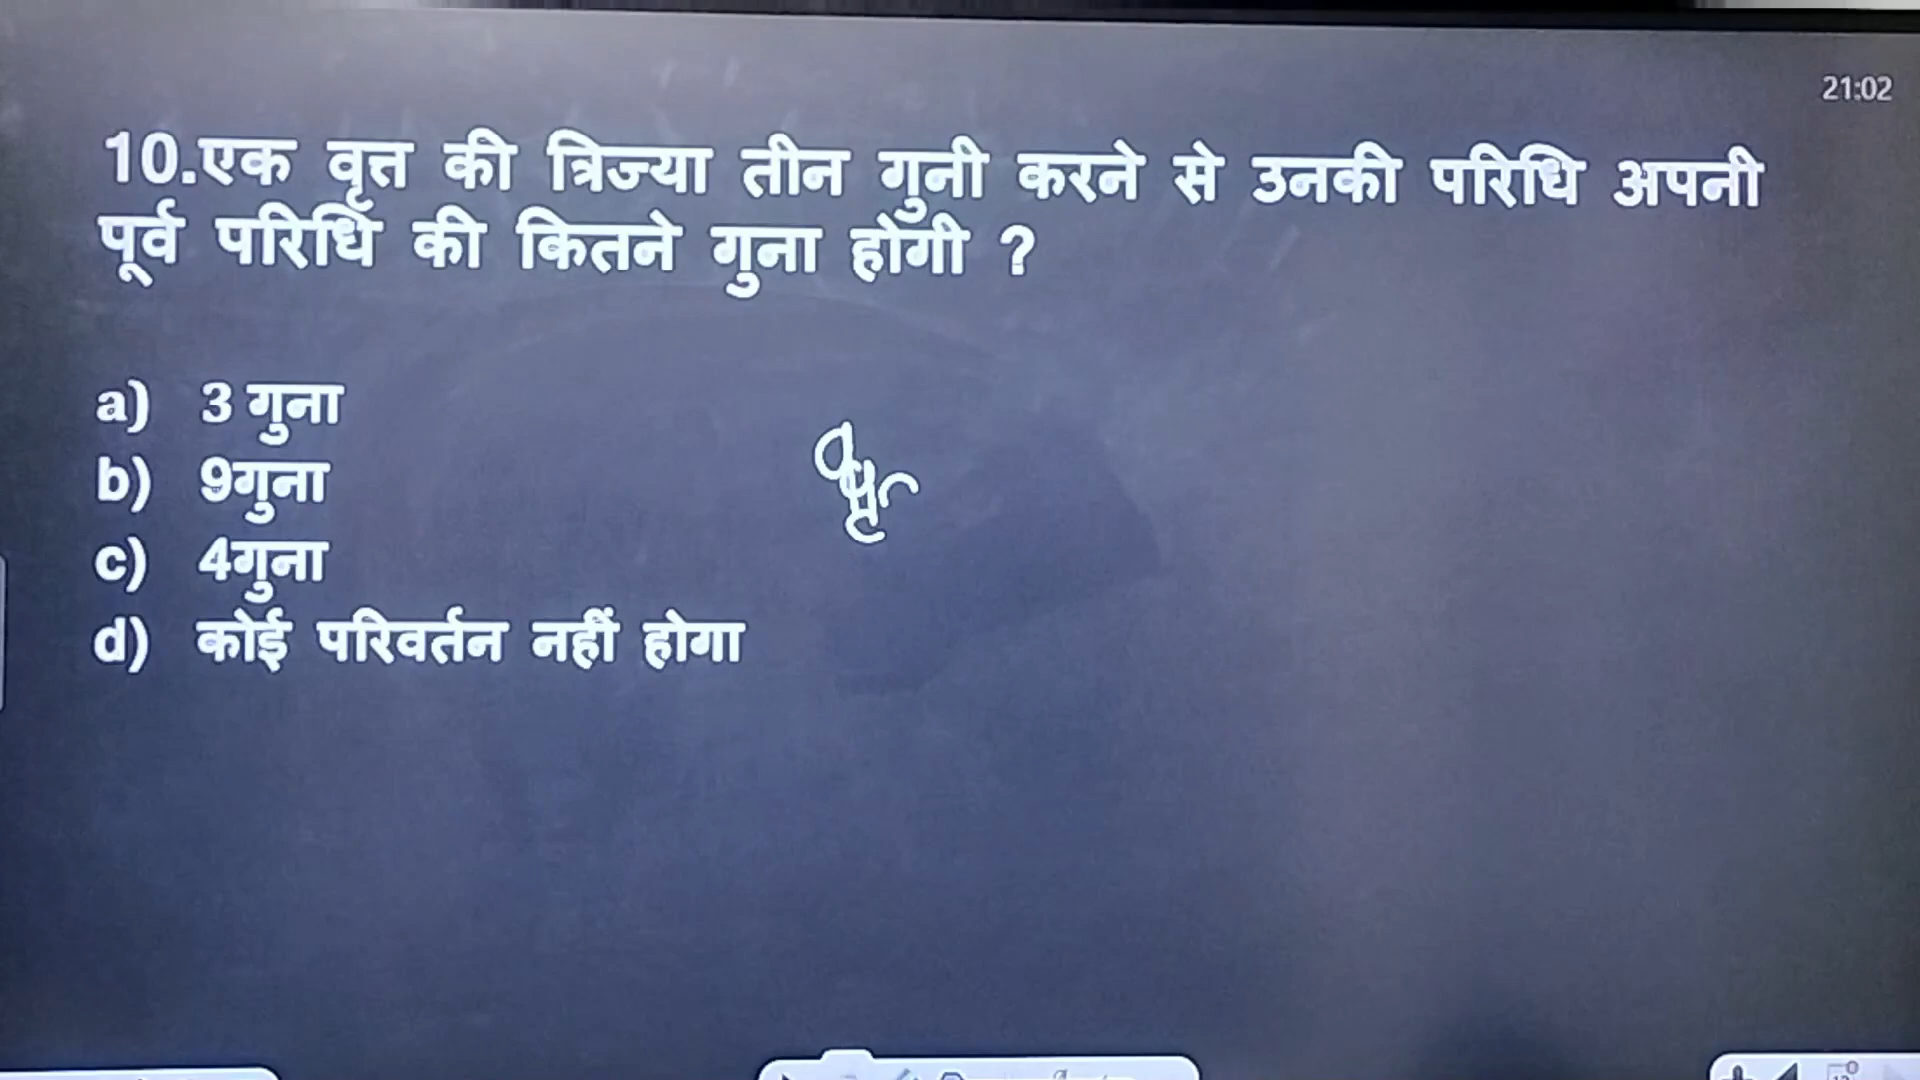 21:02
10.एक वृत्त की त्रिज्या तीन गुनी करने से उनकी परिधि अपनी
पूर्व परिधि की कितने गुना होगी ?
a) 3 गुना
b) 9गुना
c) 4गुना
d) कोई परिवर्तन नहीं होगा